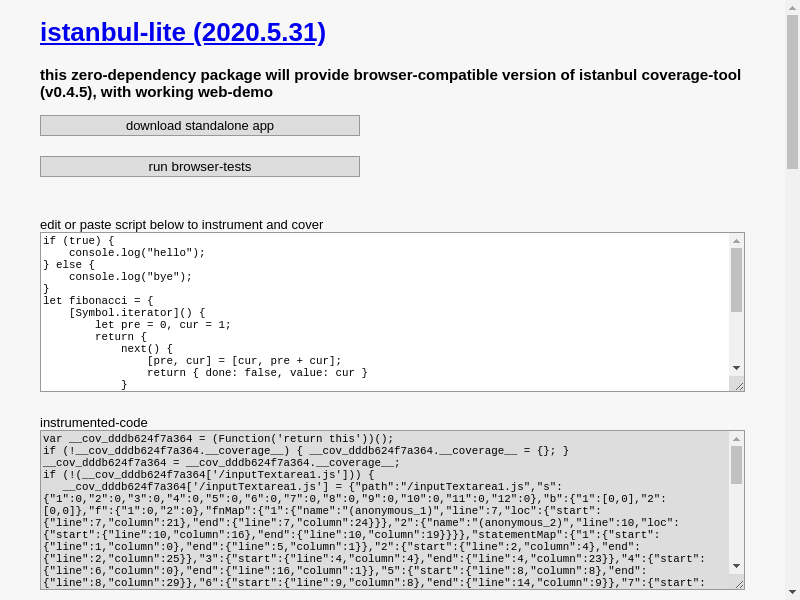 istanbul-lite (2020.5.31)
this zero-dependency package will provide browser-compatible version of istanbul coverage-tool
(v0.4.5), with working web-demo
download standalone app
run browser-tests
edit or paste script below to instrument and cover
if (true) {
    console.log("hello");
} else {
    console.log("bye");
}
let fibonacci = {
    [Symbol.iterator]() {
        let pre = 0, cur = 1;
        return {
            next() {
                [pre, cur] = [cur, pre + cur];
                return { done: false, value: cur }
            }
instrumented-code
var __cov_dddb624f7a364 = (Function('return this'))();
if (!__cov_dddb624f7a364.__coverage__) { __cov_dddb624f7a364.__coverage__ = {}; }
__cov_dddb624f7a364 = __cov_dddb624f7a364.__coverage__;
if (!(__cov_dddb624f7a364['/inputTextarea1.js'])) {
   __cov_dddb624f7a364['/inputTextarea1.js'] = {"path":"/inputTextarea1.js","s":
{"1":0,"2":0,"3":0,"4":0,"5":0,"6":0,"7":0,"8":0,"9":0,"10":0,"11":0,"12":0},"b":{"1":[0,0],"2":
[0,0]},"f":{"1":0,"2":0},"fnMap":{"1":{"name":"(anonymous_1)","line":7,"loc":{"start":
{"line":7,"column":21},"end":{"line":7,"column":24}}},"2":{"name":"(anonymous_2)","line":10,"loc":
{"start":{"line":10,"column":16},"end":{"line":10,"column":19}}}},"statementMap":{"1":{"start":
{"line":1,"column":0},"end":{"line":5,"column":1}},"2":{"start":{"line":2,"column":4},"end":
{"line":2,"column":25}},"3":{"start":{"line":4,"column":4},"end":{"line":4,"column":23}},"4":{"start":
{"line":6,"column":0},"end":{"line":16,"column":1}},"5":{"start":{"line":8,"column":8},"end":
{"line":8,"column":29}},"6":{"start":{"line":9,"column":8},"end":{"line":14,"column":9}},"7":{"start":